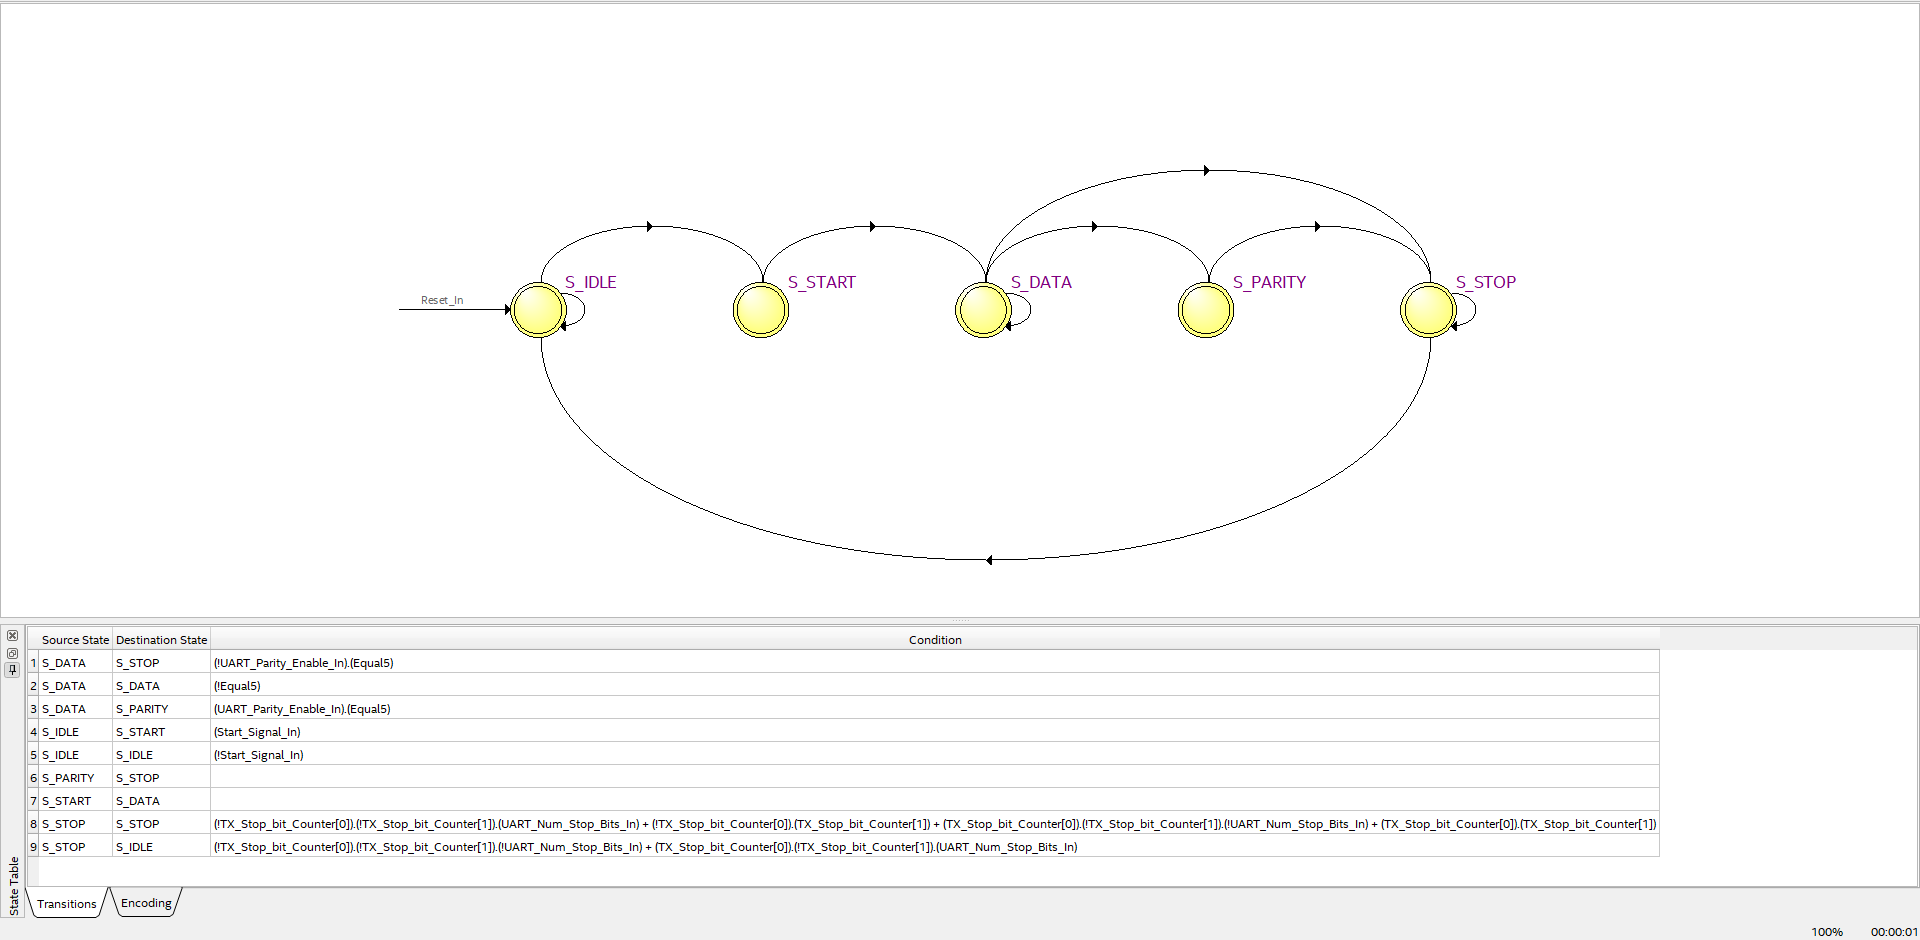 S_IDLE S_START S_DATA S_PARITY S_STOP
Reset_In
Source State Destination State Condition
1 S_DATA S_STOP (!UART_Parity_Enable_In).(Equal5)
2 S_DATA S_DATA (!Equal5)
3 S_DATA S_PARITY (UART_Parity_Enable_In).(Equal5)
4 S_IDLE S_START (Start_Signal_In)
5 S_IDLE S_IDLE (!Start_Signal_In)
6 S_PARITY S_STOP
7 S_START S_DATA
8 S_STOP S_STOP (!TX_Stop_bit_Counter[0]).(!TX_Stop_bit_Counter[1]).(UART_Num_Stop_Bits_In) + (!TX_Stop_bit_Counter[0]).(TX_Stop_bit_Counter[1]) + (TX_Stop_bit_Counter[0]).(!TX_Stop_bit_Counter[1]).(!UART_Num_Stop_Bits_In) + (TX_Stop_bit_Counter[0]).(TX_Stop_bit_Counter[1])
9 S_STOP S_IDLE (!TX_Stop_bit_Counter[0]).(!TX_Stop_bit_Counter[1]).(!UART_Num_Stop_Bits_In) + (TX_Stop_bit_Counter[0]).(!TX_Stop_bit_Counter[1]).(UART_Num_Stop_Bits_In)
State Table
Transitions Encoding
100% 00:00:01